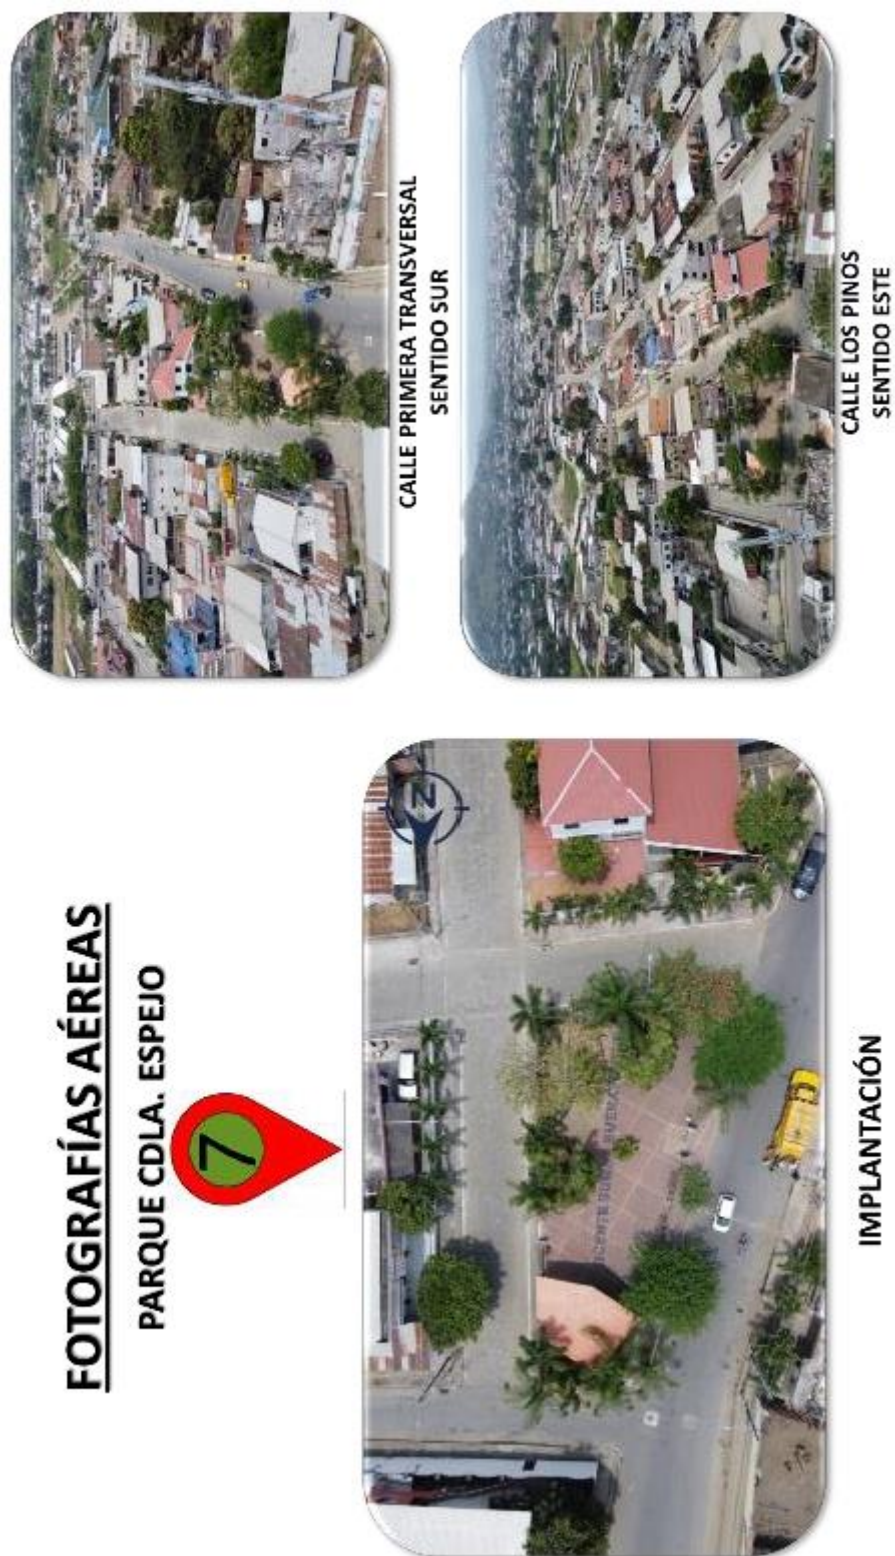 FOTOGRAFÍAS AÉREAS
PARQUE CDLA. ESPEJO
7
N
IMPLANTACIÓN
CALLE PRIMERA TRANSVERSAL
SENTIDO SUR
CALLE LOS PINOS
SENTIDO ESTE